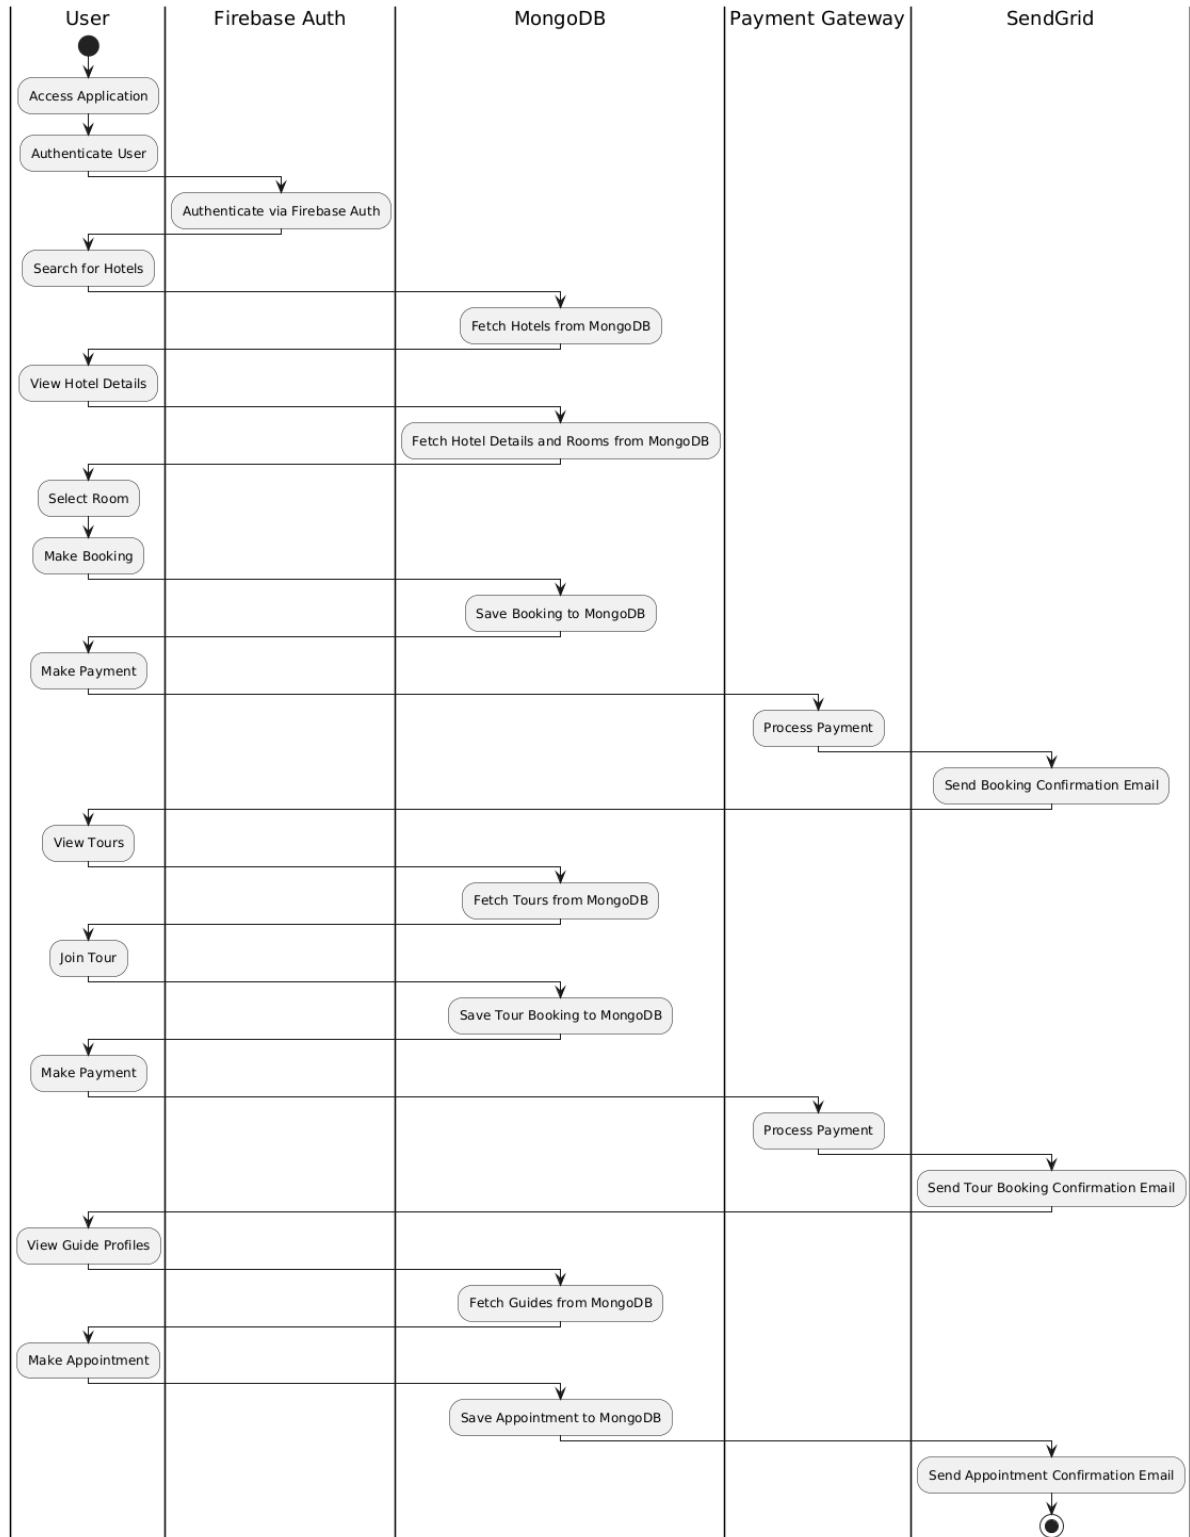 User
Firebase Auth
MongoDB
Payment Gateway
SendGrid
Access Application
Authenticate User
Authenticate via Firebase Auth
Search for Hotels
Fetch Hotels from MongoDB
View Hotel Details
Fetch Hotel Details and Rooms from MongoDB
Select Room
Make Booking
Save Booking to MongoDB
Make Payment
Process Payment
Send Booking Confirmation Email
View Tours
Fetch Tours from MongoDB
Join Tour
Save Tour Booking to MongoDB
Make Payment
Process Payment
Send Tour Booking Confirmation Email
View Guide Profiles
Fetch Guides from MongoDB
Make Appointment
Save Appointment to MongoDB
Send Appointment Confirmation Email